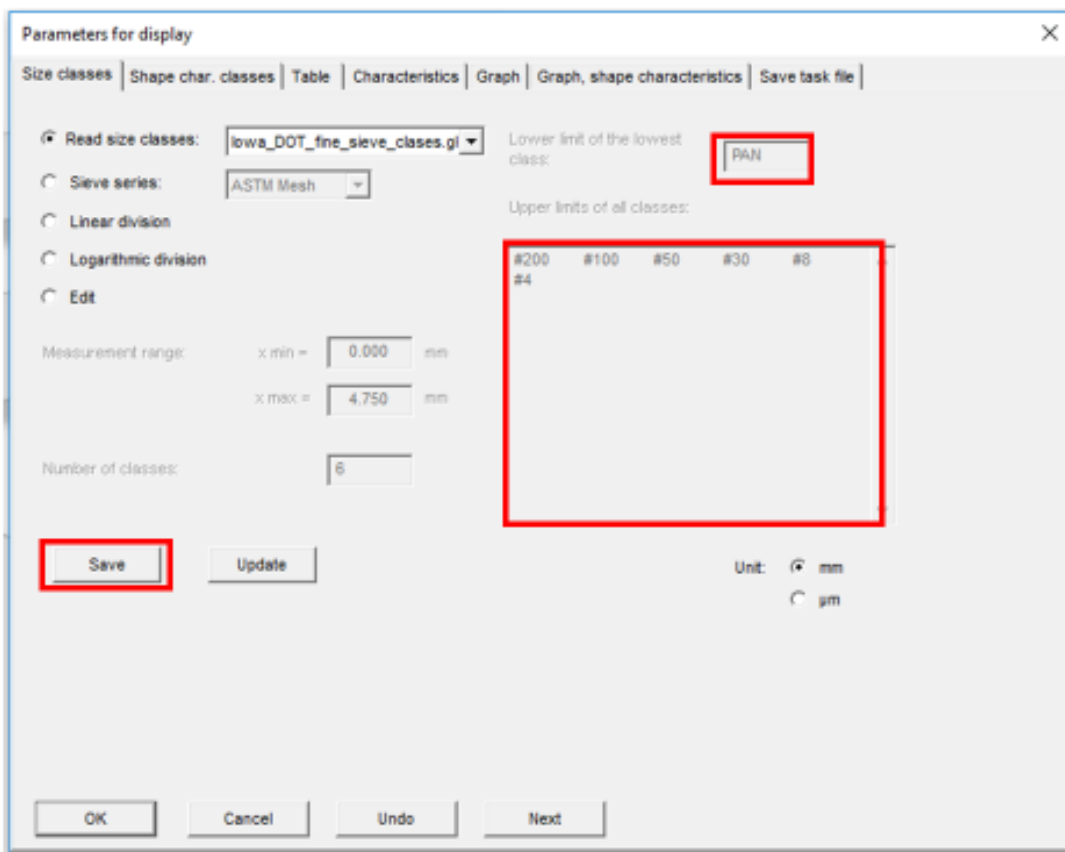 Parameters for display
Size classes Shape char. classes Table Characteristics Graph Graph, shape characteristics Save task file
Read size classes: Iowa_DOT_fine_sieve_clases.gl
Lower limit of the lowest
class:
PAN
Sieve series: ASTM Mesh
Upper limits of all classes:
Linear division
Logarithmic division
Edit
#200 #100 #50 #30 #8
#4
Measurement range: x min = 0.000 mm
x max = 4.750 mm
Number of classes: 6
Save Update
Unit: mm
µm
OK Cancel Undo Next